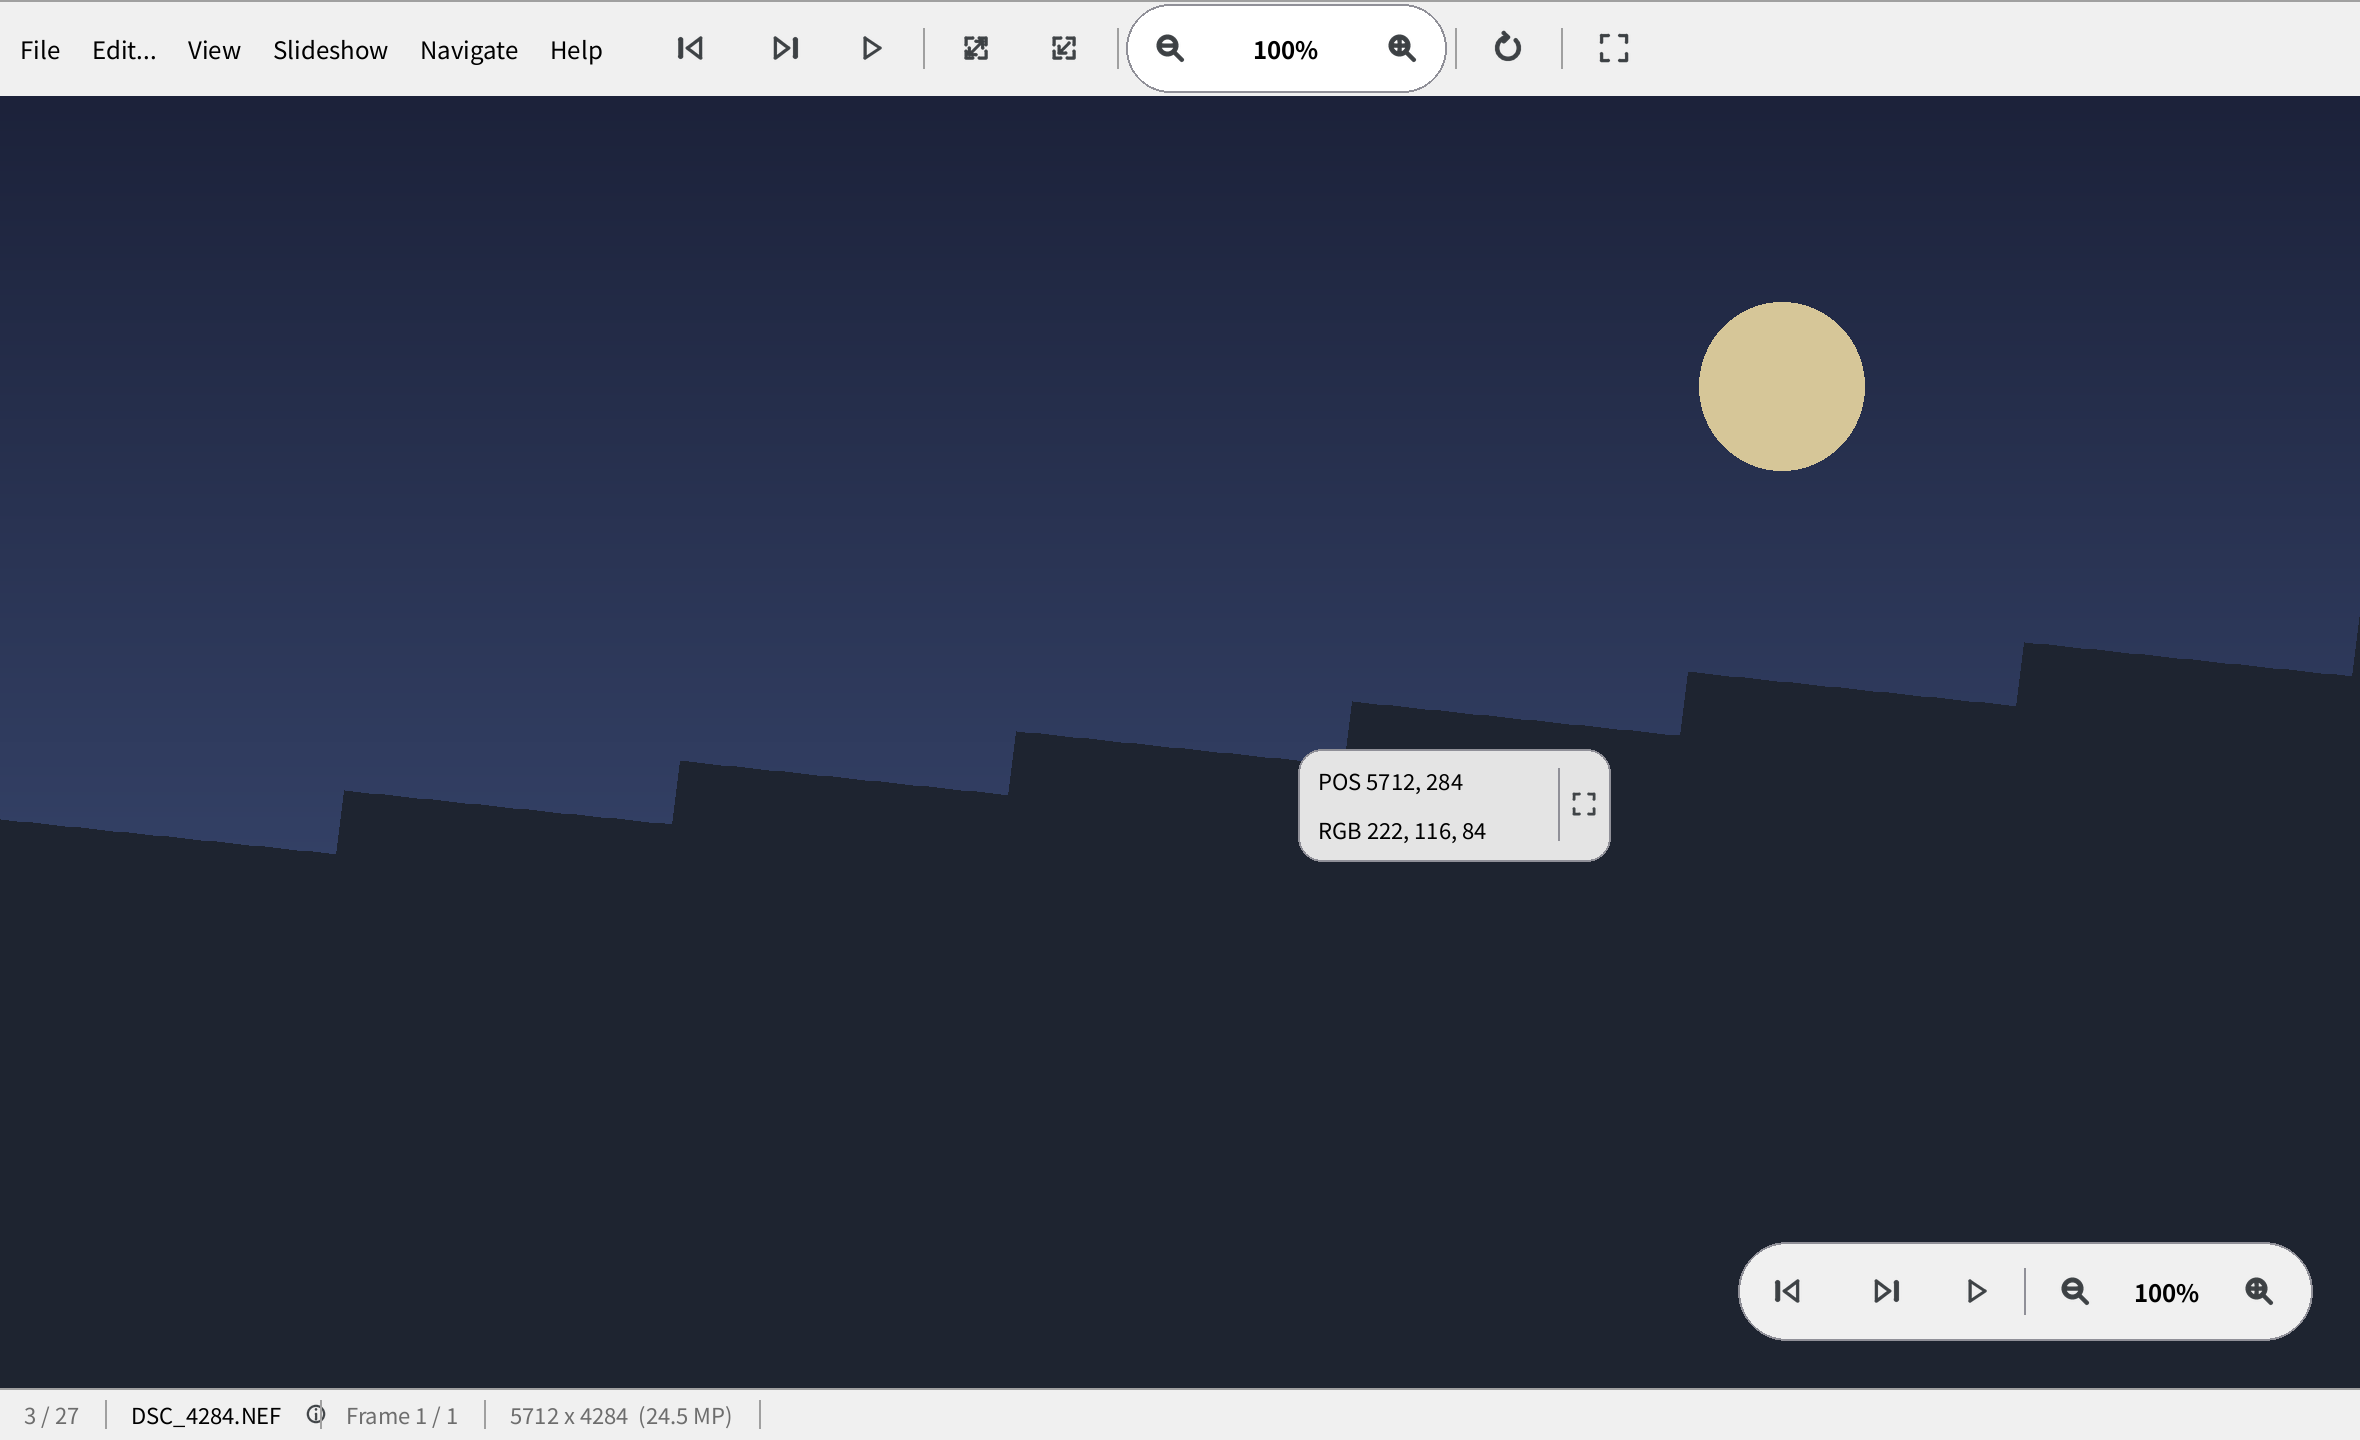 File Edit... View Slideshow Navigate Help 100%
POS 5712, 284
RGB 222, 116, 84
100%
3 / 27 DSC_4284.NEF Frame 1 / 1 5712 x 4284 (24.5 MP)